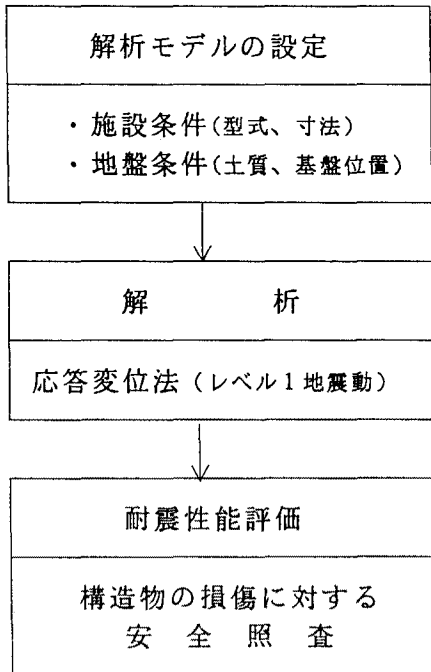 解析モデルの設定
・施設条件(型式、寸法)
・地盤条件(土質、基盤位置)
解　　　析
応答変位法（レベル１地震動）
耐震性能評価
構造物の損傷に対する
安　全　照　査